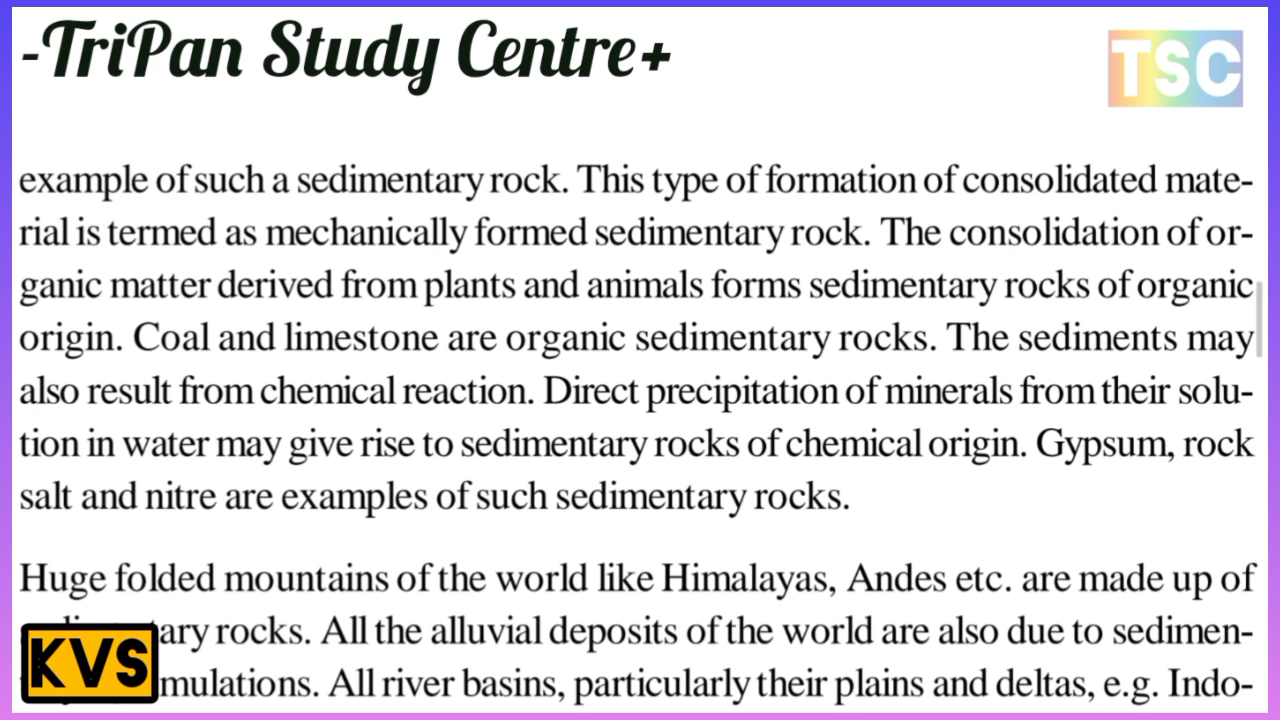 -TriPan Study Centre+
TSC
example of such a sedimentary rock. This type of formation of consolidated mate-
rial is termed as mechanically formed sedimentary rock. The consolidation of or-
ganic matter derived from plants and animals forms sedimentary rocks of organic
origin. Coal and limestone are organic sedimentary rocks. The sediments may
also result from chemical reaction. Direct precipitation of minerals from their solu-
tion in water may give rise to sedimentary rocks of chemical origin. Gypsum, rock
salt and nitre are examples of such sedimentary rocks.
Huge folded mountains of the world like Himalayas, Andes etc. are made up of
rocks. All the alluvial deposits of the world are also due to sedimen-
All river basins, particularly their plains and deltas, e.g. Indo-
KVS